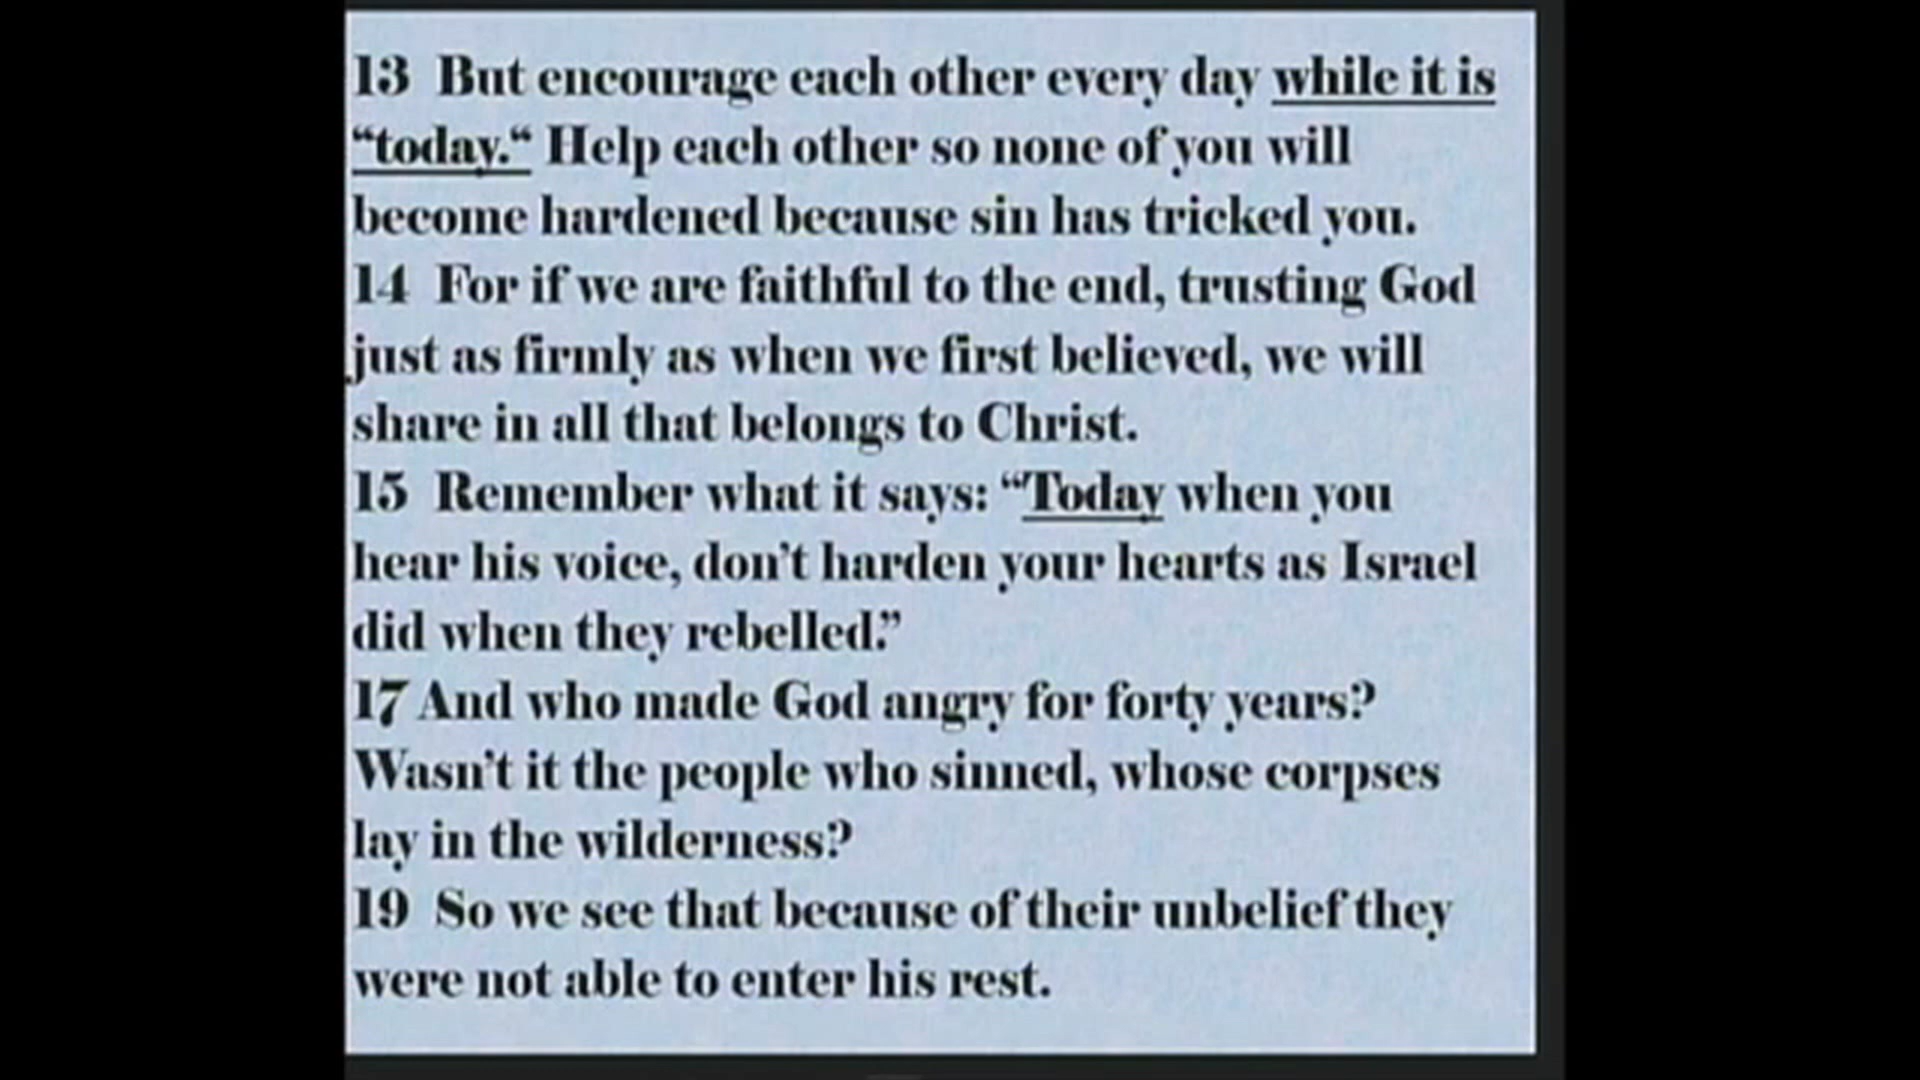 13 But encourage each other every day while it is
“today.“ Help each other so none of you will
become hardened because sin has tricked you.
14 For if we are faithful to the end, trusting God
just as firmly as when we first believed, we will
share in all that belongs to Christ.
15 Remember what it says: “Today when you
hear his voice, don’t harden your hearts as Israel
did when they rebelled.”
17 And who made God angry for forty years?
Wasn’t it the people who sinned, whose corpses
lay in the wilderness?
19 So we see that because of their unbelief they
were not able to enter his rest.